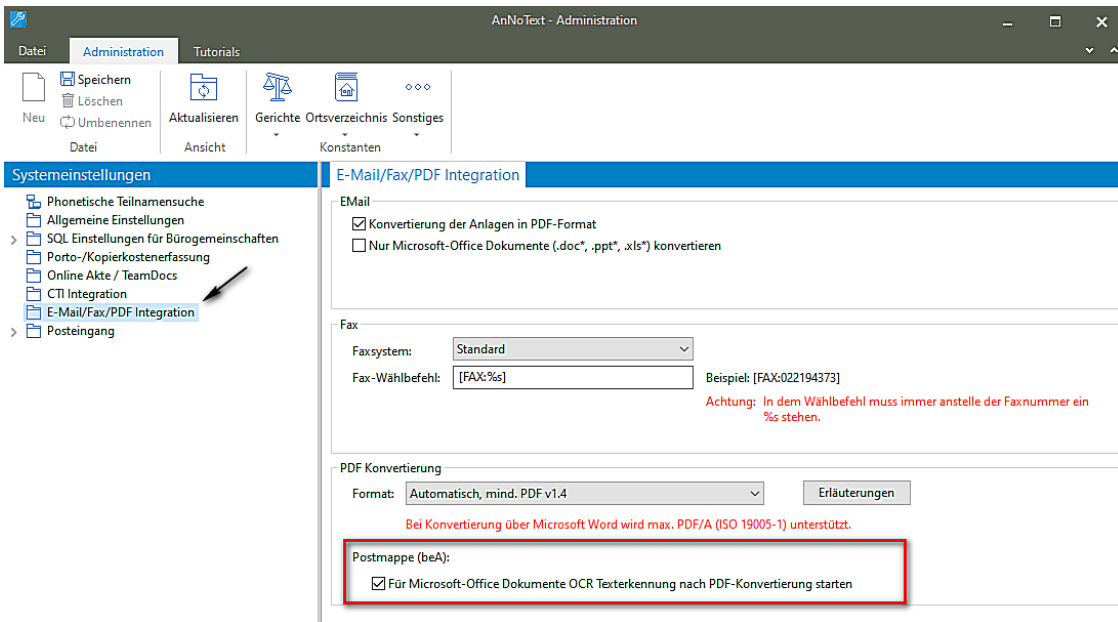 AnNoText - Administration
Datei
Administration
Tutorials
Neu
Speichern
Löschen
Umbenennen
Datei
Aktualisieren
Ansicht
Gerichte
Ortsverzeichnis
Sonstiges
Konstanten
Systemeinstellungen
Phonetische Teilnamensuche
Allgemeine Einstellungen
SQL Einstellungen für Bürogemeinschaften
Porto-/Kopierkostenerfassung
Online Akte / TeamDocs
CTI Integration
E-Mail/Fax/PDF Integration
Posteingang
E-Mail/Fax/PDF Integration
EMail
Konvertierung der Anlagen in PDF-Format
Nur Microsoft-Office Dokumente (.doc*, .ppt*, .xls*) konvertieren
Fax
Faxsystem: Standard
Fax-Wählbefehl: [FAX:%s] Beispiel: [FAX:022194373]
Achtung: In dem Wählbefehl muss immer anstelle der Faxnummer ein
%s stehen.
PDF Konvertierung
Format: Automatisch, mind. PDF v1.4 Erläuterungen
Bei Konvertierung über Microsoft Word wird max. PDF/A (ISO 19005-1) unterstützt.
Postmappe (beA):
Für Microsoft-Office Dokumente OCR Texterkennung nach PDF-Konvertierung starten